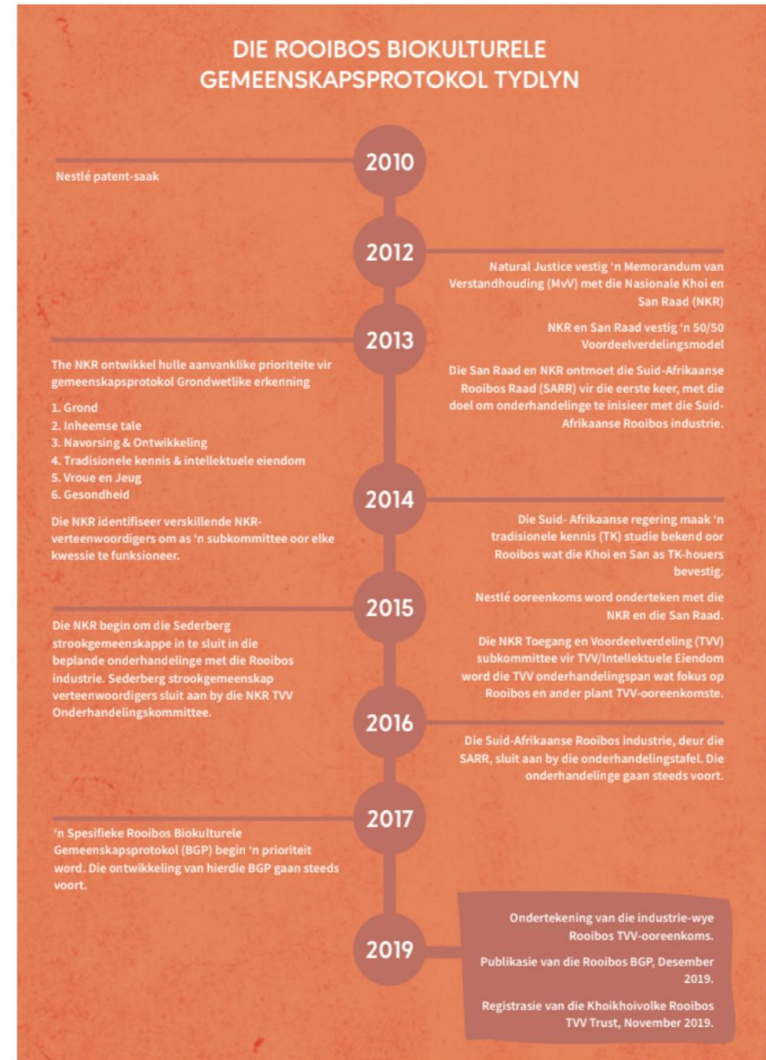 DIE ROOIBOS BIOKULTURELE
GEMEENSKAPSPROTOKOL TYDLYN
2010
Nestlé patent-saak
2012
Natural Justice vestig ‘n Memorandum van
Verstandhouding (MvV) met die Nasionale Khoi en
San Raad (NKR)
NKR en San Raad vestig ‘n 50/50
Voordeelverdelingsmodel
Die San Raad en NKR ontmoet die Suid-Afrikaanse
Rooibos Raad (SARR) vir die eerste keer, met die
doel om onderhandelinge te inisieer met die Suid-
Afrikaanse Rooibos industrie.
2013
The NKR ontwikkel hulle aanvanklike prioriteite vir
gemeenskapsprotokol Grondwetlike erkenning
1. Grond
2. Inheemse tale
3. Navorsing & Ontwikkeling
4. Tradisionele kennis & intellektuele eiendom
5. Vroue en Jeug
6. Gesondheid
Die NKR identifiseer verskillende NKR-
verteenwoordigers om as ‘n subkommittee oor elke
kwessie te funksioneer.
2014
Die Suid- Afrikaanse regering maak ‘n
tradisionele kennis (TK) studie bekend oor
Rooibos wat die Khoi en San as TK-houers
bevestig.
Nestlé ooreenkoms word onderteken met die
NKR en die San Raad.
Die NKR Toegang en Voordeelverdeling (TVV)
subkommittee vir TVV/Intellektuele Eiendom
word die TVV onderhandelingspan wat fokus op
Rooibos en ander plant TVV-ooreenkomste.
2015
Die NKR begin om die Sederberg
strookgemeenskappe in te sluit in die
beplande onderhandelinge met die Rooibos
industrie. Sederberg strookgemeenskap
verteenwoordigers sluit aan by die NKR TVV
Onderhandelingskommittee.
2016
Die Suid-Afrikaanse Rooibos industrie, deur die
SARR, sluit aan by die onderhandelingstafel. Die
onderhandelinge gaan steeds voort.
2017
‘n Spesifieke Rooibos Biokulturele
Gemeenskapsprotokol (BGP) begin ‘n prioriteit
word. Die ontwikkeling van hierdie BGP gaan steeds
voort.
2019
Ondertekening van die industrie-wye
Rooibos TVV-ooreenkoms.
Publikasie van die Rooibos BGP, Desember
2019.
Registrasie van die Khoikhoivolke Rooibos
TVV Trust, November 2019.